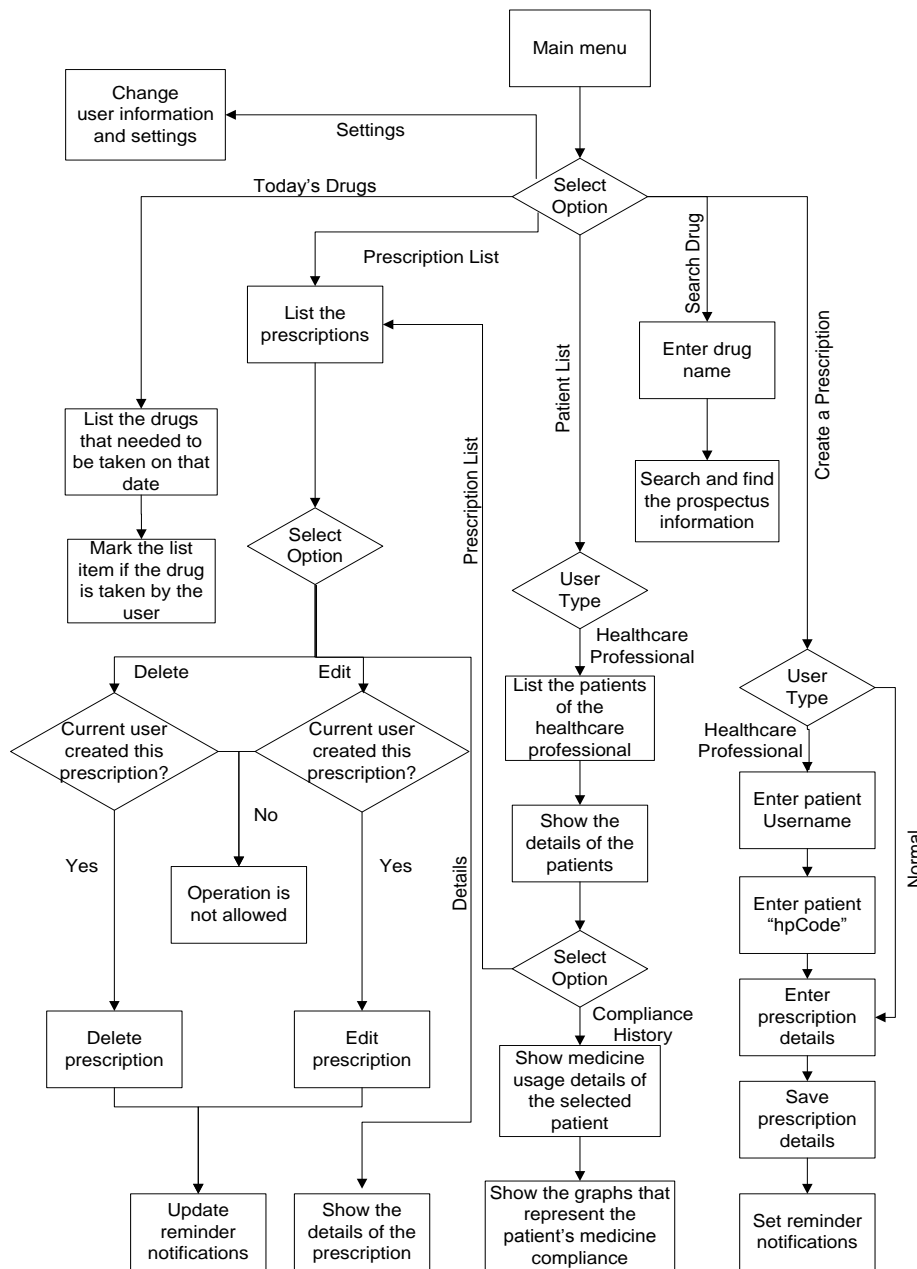 Main menu
Change
user information
and settings
Settings
Select
Option
Today's Drugs
Prescription List
Search Drug
List the
prescriptions
Enter drug
name
Patient List
Create a Prescription
List the drugs
that needed to
be taken on that
date
Prescription List
Search and find
the prospectus
information
Select
Option
Mark the list
item if the drug
is taken by the
user
User
Type
Healthcare
Professional
Delete
Edit
List the patients
of the
healthcare
professional
User
Type
Current user
created this
prescription?
Current user
created this
prescription?
Healthcare
Professional
Enter patient
Username
No
Show the
details of the
patients
Normal
Yes
Yes
Details
Operation is
not allowed
Enter patient
“hpCode”
Select
Option
Compliance
History
Enter
prescription
details
Delete
prescription
Edit
prescription
Show medicine
usage details of
the selected
patient
Save
prescription
details
Update
reminder
notifications
Show the
details of the
prescription
Show the graphs that
represent the
patient’s medicine
compliance
Set reminder
notifications